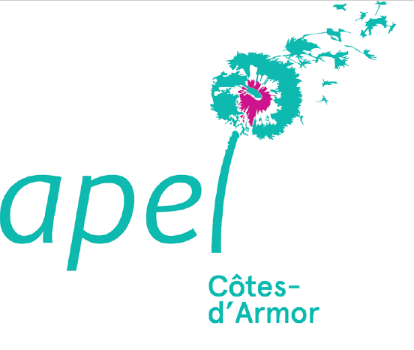 apel
Côtes-
d'Armor